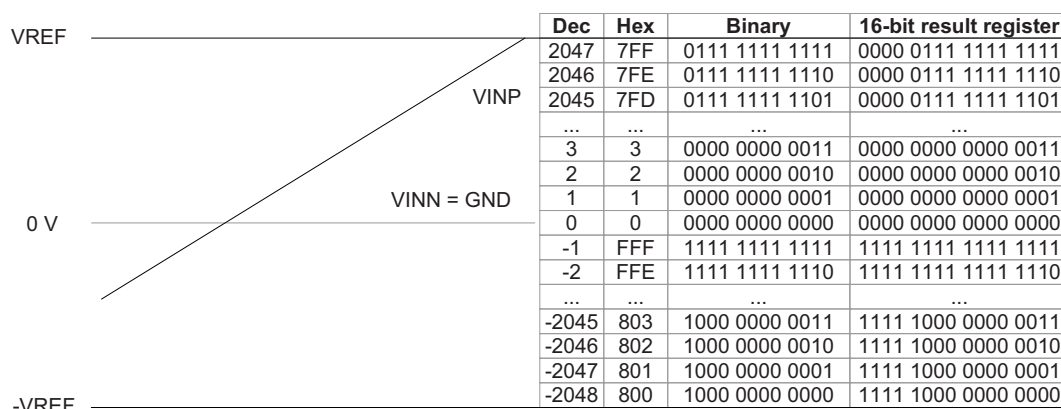 VREF
VINP
VINN = GND
0 V
-VREF
Dec Hex Binary 16-bit result register
2047 7FF 0111 1111 1111 0000 0111 1111 1111
2046 7FE 0111 1111 1110 0000 0111 1111 1110
2045 7FD 0111 1111 1101 0000 0111 1111 1101
... ... ... ...
3 3 0000 0000 0011 0000 0000 0000 0011
2 2 0000 0000 0010 0000 0000 0000 0010
1 1 0000 0000 0001 0000 0000 0000 0001
0 0 0000 0000 0000 0000 0000 0000 0000
-1 FFF 1111 1111 1111 1111 1111 1111 1111
-2 FFE 1111 1111 1110 1111 1111 1111 1110
... ... ... ...
-2045 803 1000 0000 0011 1111 1000 0000 0011
-2046 802 1000 0000 0010 1111 1000 0000 0010
-2047 801 1000 0000 0001 1111 1000 0000 0001
-2048 800 1000 0000 0000 1111 1000 0000 0000